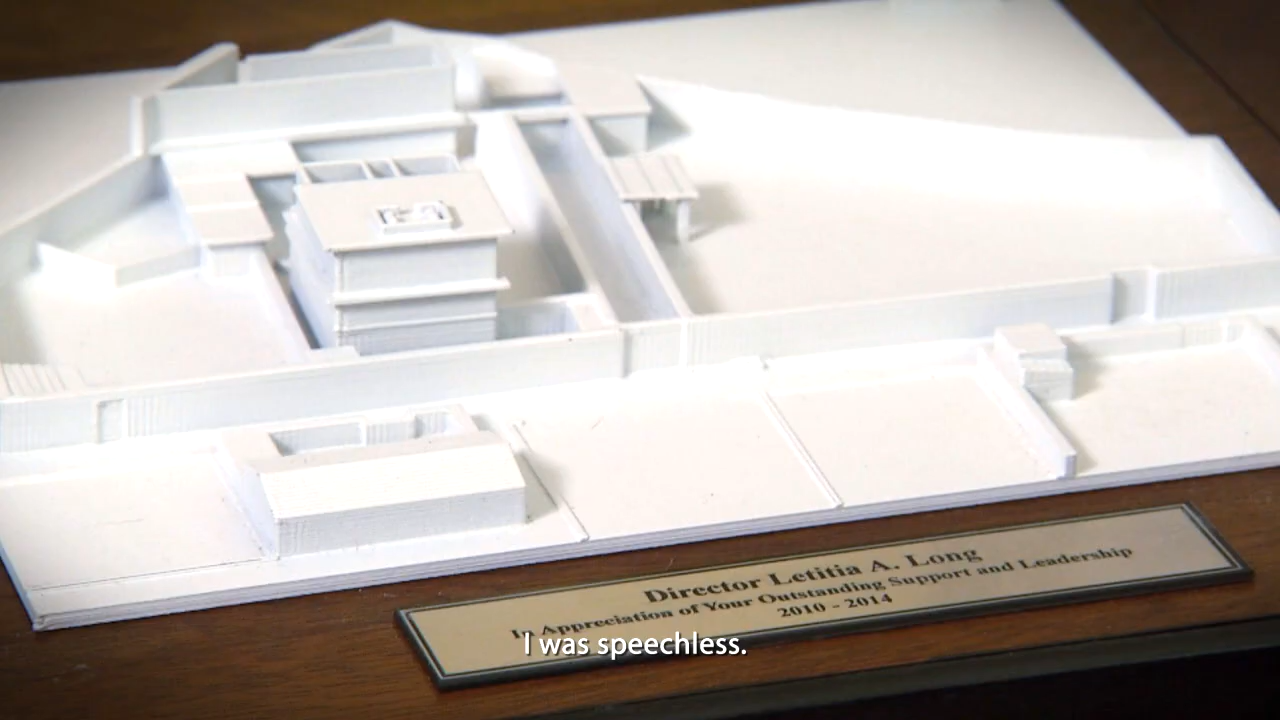 Director Letitia A. Long
In Appreciation of Your Outstanding Support and Leadership
2010 - 2014
I was speechless.